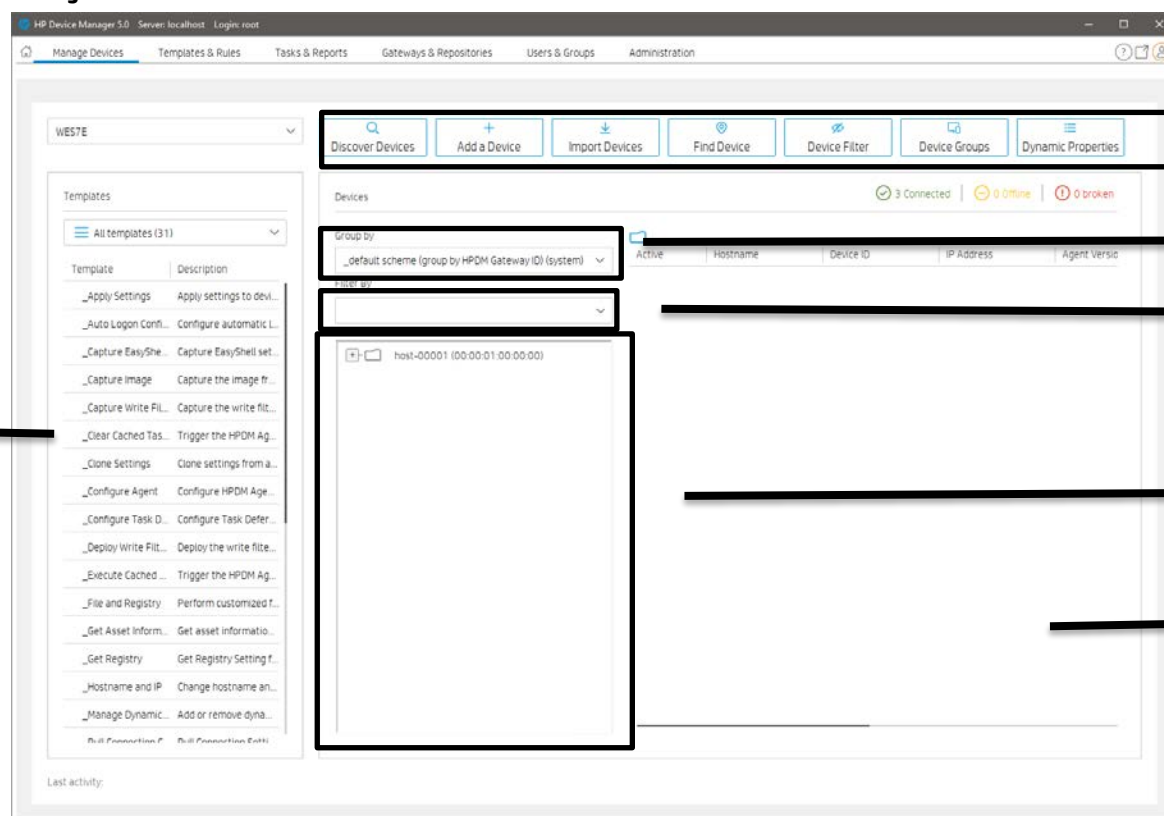 HP Device Manager 5.0 Server: localhost Login: root
Manage Devices Templates & Rules Tasks & Reports Gateways & Repositories Users & Groups Administration
WES7E
Discover Devices Add a Device Import Devices Find Device Device Filter Device Groups Dynamic Properties
Templates
Devices
3 Connected 0 Offline 0 broken
All templates (31)
Group by
_default scheme (group by HPDM Gateway ID) (system)
Active Hostname Device ID IP Address Agent Versio
Filter By
Template Description
_Apply Settings Apply settings to devi...
_Auto Logon Confi... Configure automatic l...
_Capture EasyShe... Capture EasyShell set...
_Capture Image Capture the image fr...
_Capture Write Fil... Capture the write filt...
_Clear Cached Tas... Trigger the HPDM Ag...
_Clone Settings Clone settings from a...
_Configure Agent Configure HPDM Age...
_Configure Task D... Configure Task Defer...
_Deploy Write Filt... Deploy the write filte...
_Execute Cached ... Trigger the HPDM Ag...
_File and Registry Perform customized f...
_Get Asset Inform... Get asset informatio...
_Get Registry Get Registry Setting f...
_Hostname and IP Change hostname an...
_Manage Dynamic... Add or remove dyna...
host-00001 (00:00:01:00:00:00)
Last activity: